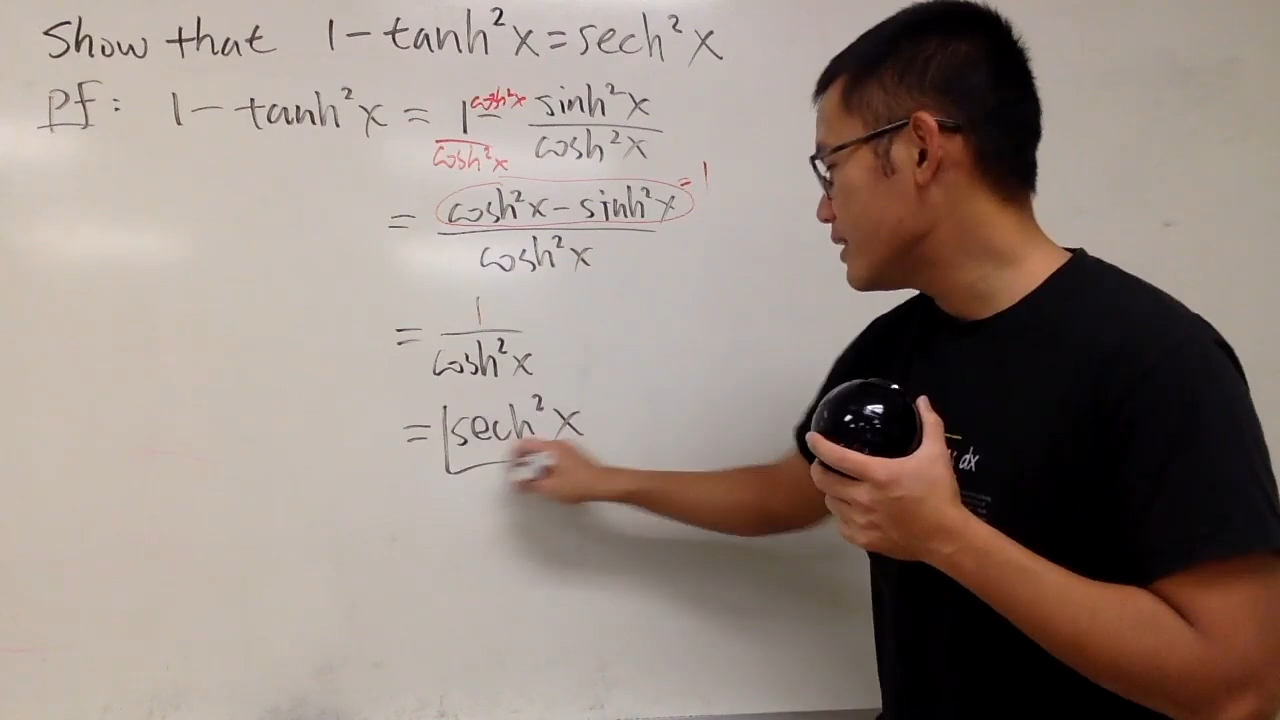 Show that 1 - tanh²x = sech²x
pf: 1 - tanh²x = 1 cosh²x/cosh²x - sinh²x/cosh²x
= (cosh²x - sinh²x)/cosh²x = 1
= 1/cosh²x
= sech²x
dx